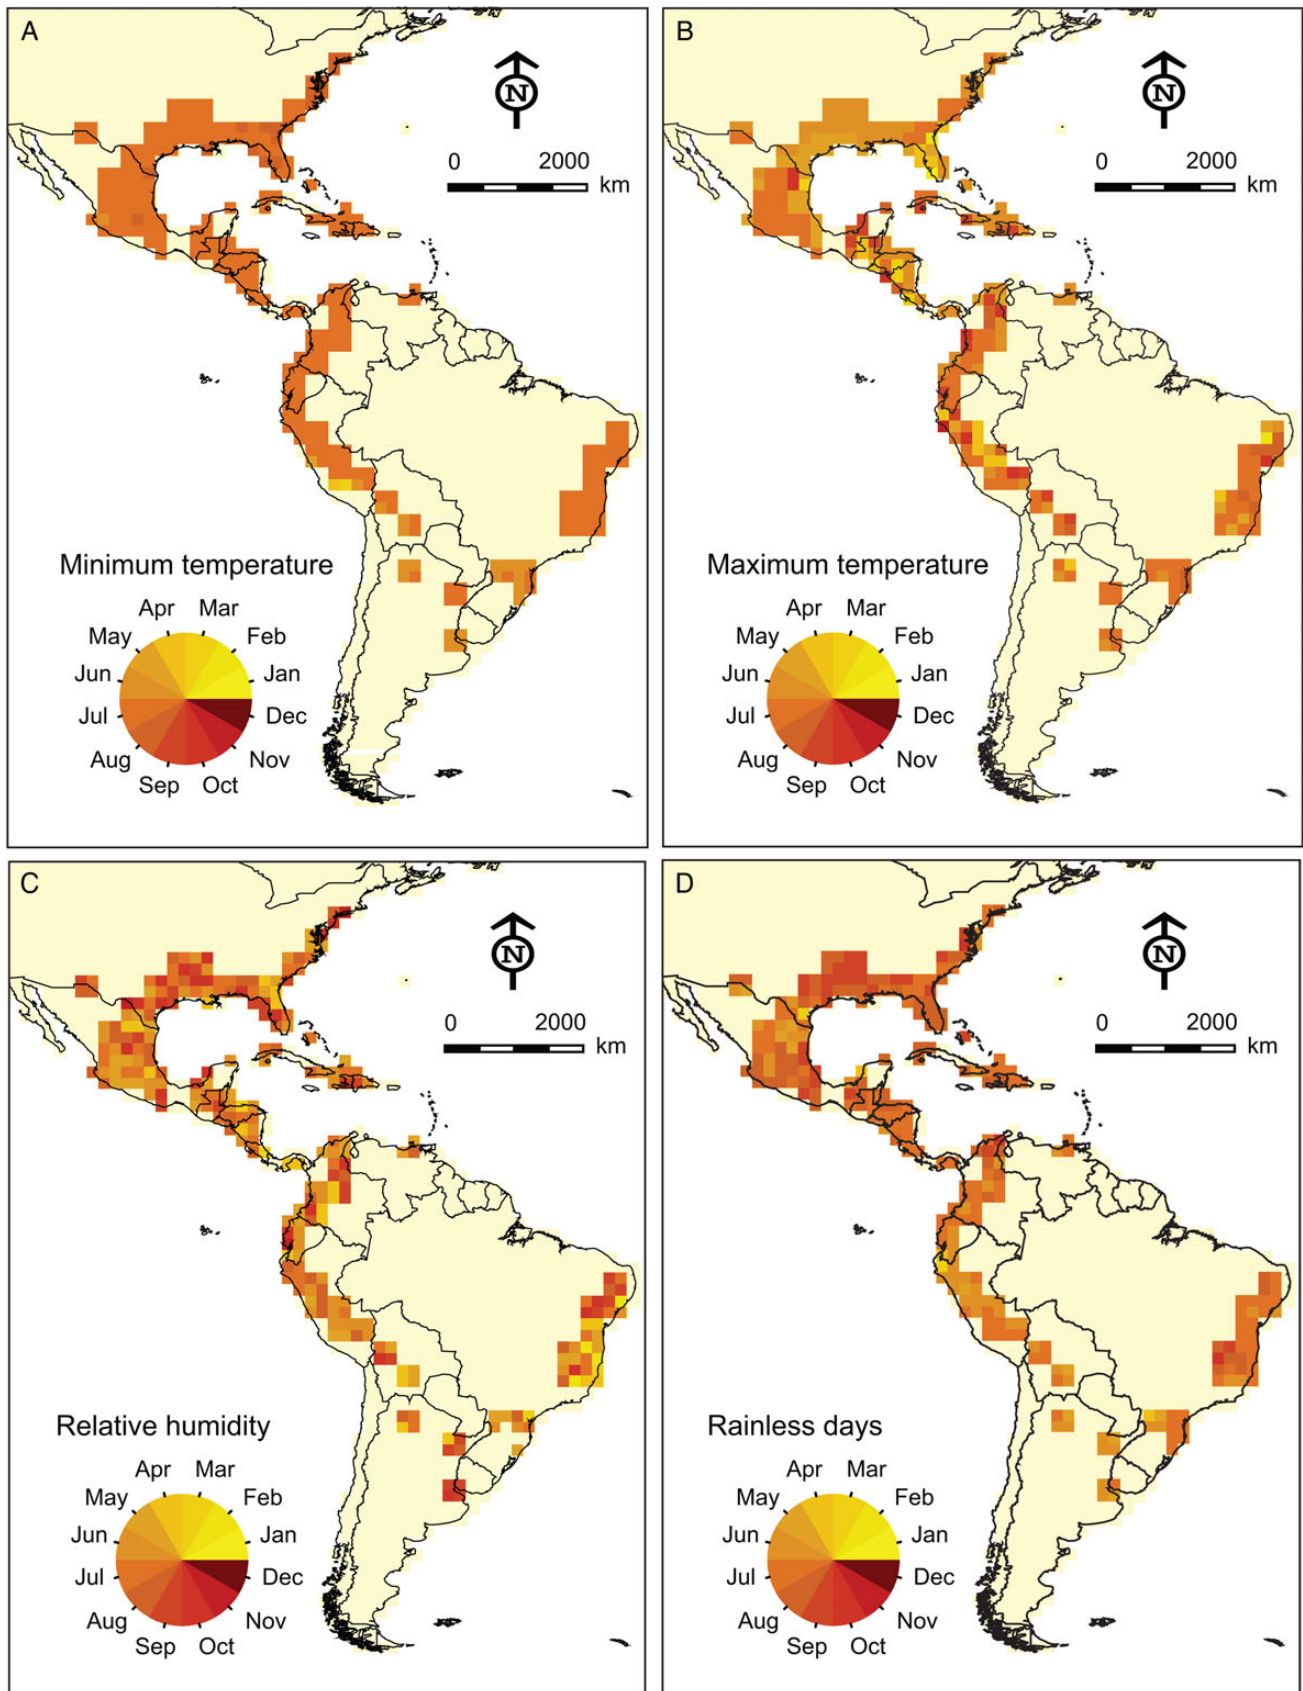 A
N
0 2000
km
Minimum temperature
Apr Mar
May Feb
Jun Jan
Jul Dec
Aug Nov
Sep Oct
B
N
0 2000
km
Maximum temperature
Apr Mar
May Feb
Jun Jan
Jul Dec
Aug Nov
Sep Oct
C
N
0 2000
km
Relative humidity
Apr Mar
May Feb
Jun Jan
Jul Dec
Aug Nov
Sep Oct
D
N
0 2000
km
Rainless days
Apr Mar
May Feb
Jun Jan
Jul Dec
Aug Nov
Sep Oct